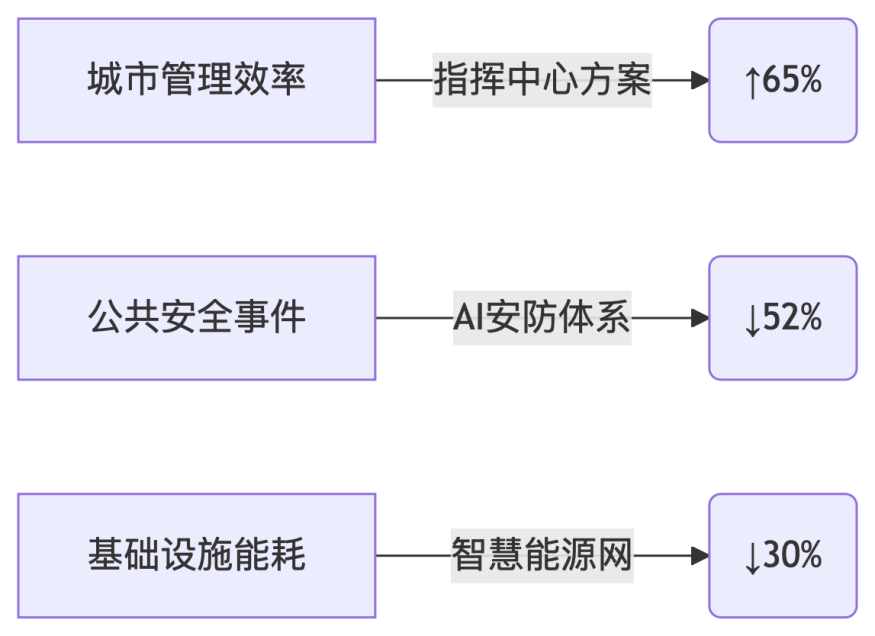 城市管理效率
指挥中心方案
↑65%
公共安全事件
AI安防体系
↓52%
基础设施能耗
智慧能源网
↓30%